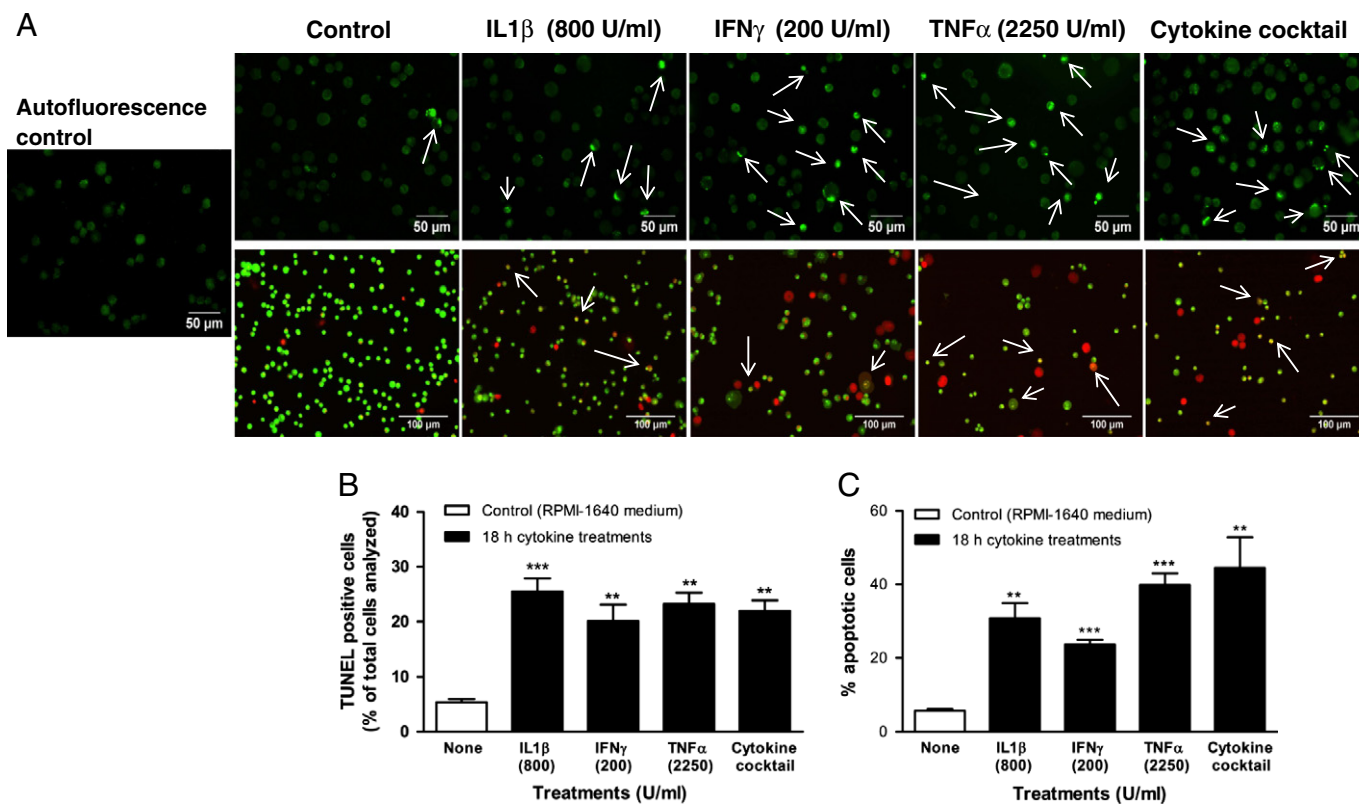 A
Control
IL1β (800 U/ml)
IFNγ (200 U/ml)
TNFα (2250 U/ml)
Cytokine cocktail
Autofluorescence
control
50 µm
50 µm
50 µm
50 µm
50 µm
50 µm
100 µm
100 µm
100 µm
100 µm
100 µm
B
Control (RPMI-1640 medium)
18 h cytokine treatments
TUNEL positive cells
(% of total cells analyzed)
40
30
20
10
0
***
**
**
**
None
IL1β
(800)
IFNγ
(200)
TNFα
(2250)
Cytokine
cocktail
Treatments (U/ml)
C
Control (RPMI-1640 medium)
18 h cytokine treatments
% apoptotic cells
60
40
20
0
**
***
***
**
None
IL1β
(800)
IFNγ
(200)
TNFα
(2250)
Cytokine
cocktail
Treatments (U/ml)